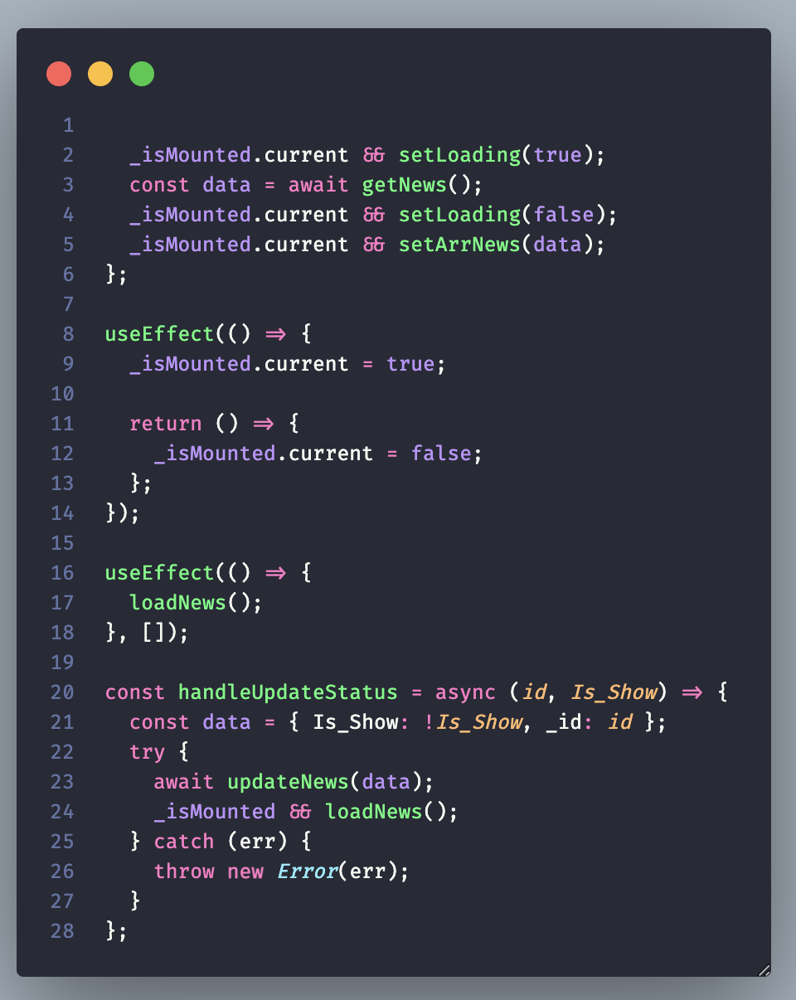 1
2 _isMounted.current && setLoading(true);
3 const data = await getNews();
4 _isMounted.current && setLoading(false);
5 _isMounted.current && setArrNews(data);
6 };
7
8 useEffect(() => {
9 _isMounted.current = true;
10
11 return () => {
12 _isMounted.current = false;
13 };
14 });
15
16 useEffect(() => {
17 loadNews();
18 }, []);
19
20 const handleUpdateStatus = async (id, Is_Show) => {
21 const data = { Is_Show: !Is_Show, _id: id };
22 try {
23 await updateNews(data);
24 _isMounted && loadNews();
25 } catch (err) {
26 throw new Error(err);
27 }
28 };